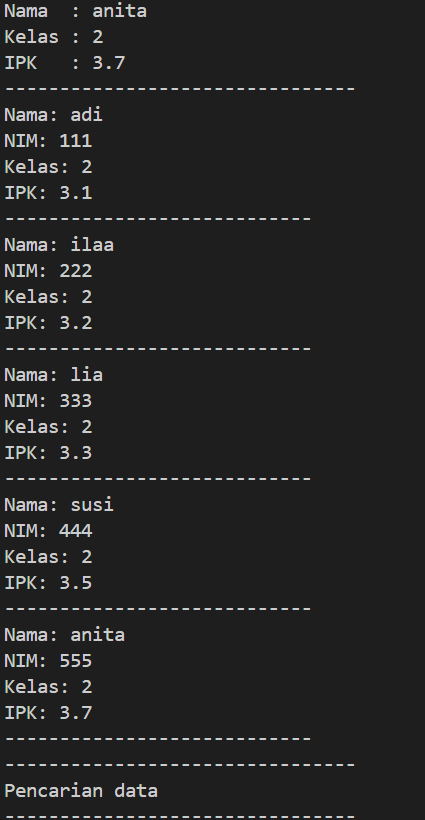 Nama  : anita
Kelas : 2
IPK   : 3.7
--------------------------------
Nama: adi
NIM: 111
Kelas: 2
IPK: 3.1
----------------------------
Nama: ilaa
NIM: 222
Kelas: 2
IPK: 3.2
----------------------------
Nama: lia
NIM: 333
Kelas: 2
IPK: 3.3
----------------------------
Nama: susi
NIM: 444
Kelas: 2
IPK: 3.5
----------------------------
Nama: anita
NIM: 555
Kelas: 2
IPK: 3.7
----------------------------
--------------------------------
Pencarian data
--------------------------------